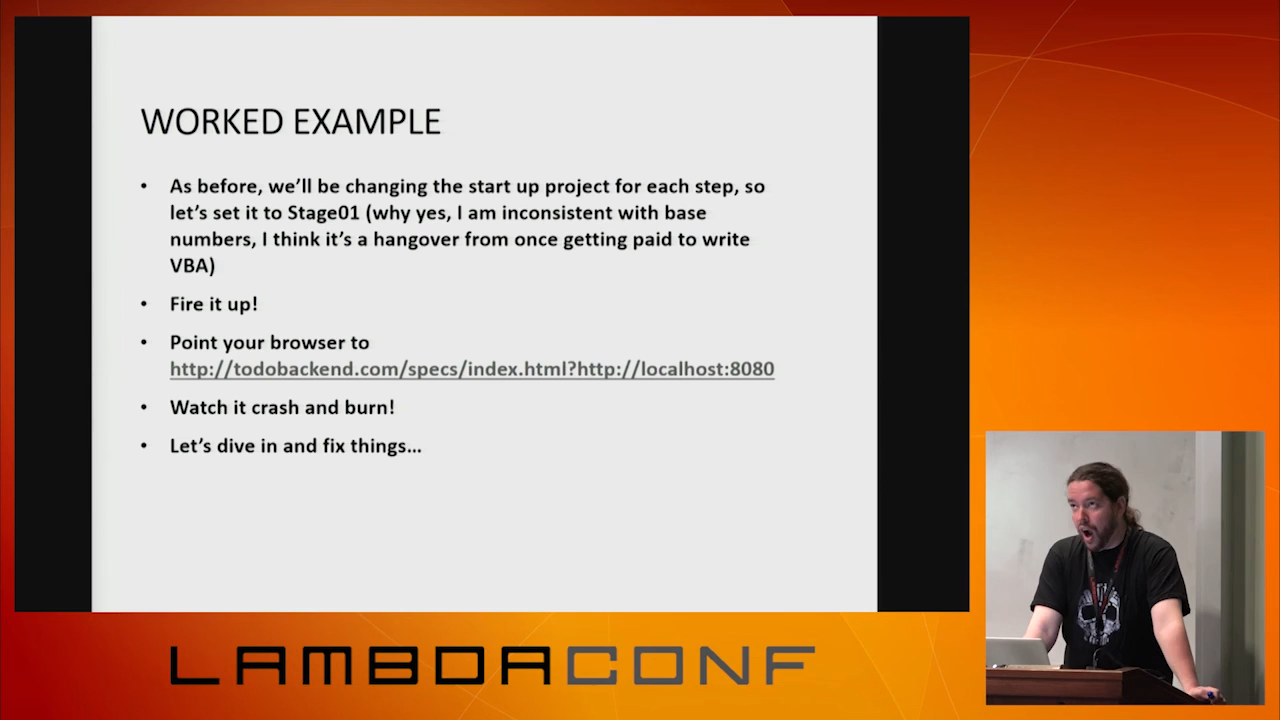 WORKED EXAMPLE
• As before, we’ll be changing the start up project for each step, so
let’s set it to Stage01 (why yes, I am inconsistent with base
numbers, I think it’s a hangover from once getting paid to write
VBA)
• Fire it up!
• Point your browser to
http://todobackend.com/specs/index.html?http://localhost:8080
• Watch it crash and burn!
• Let’s dive in and fix things…
LAMBDACONF